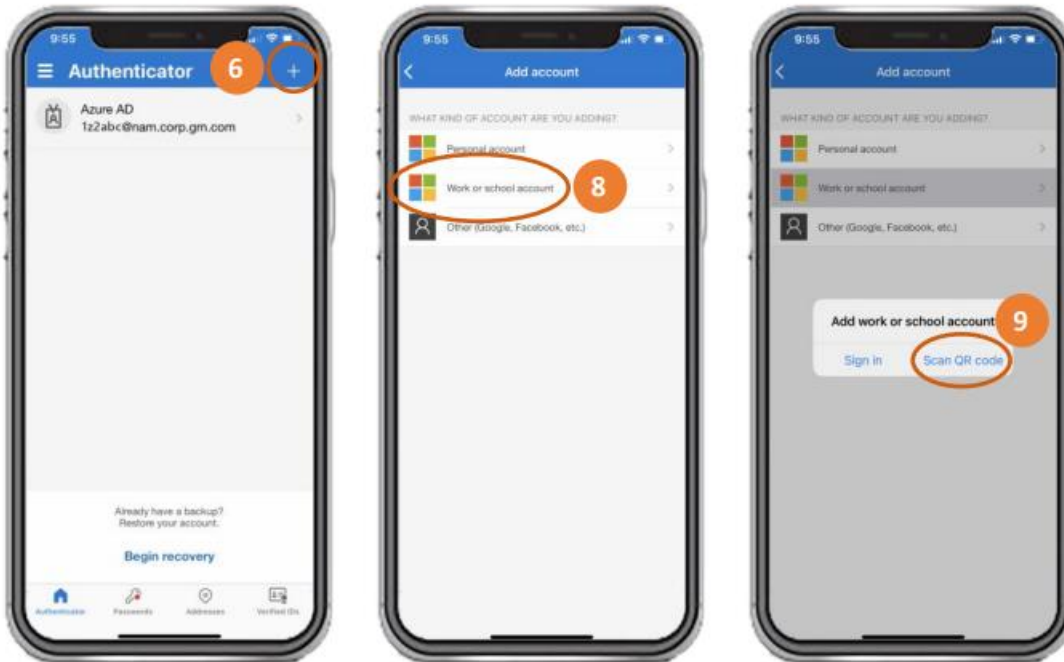 9:55
Authenticator
6
+
Azure AD
1z2abc@nam.corp.gm.com
Already have a backup?
Restore your account.
Begin recovery
Authenticator
Passwords
Addresses
Verified IDs
9:55
Add account
WHAT KIND OF ACCOUNT ARE YOU ADDING?
Personal account
Work or school account
8
Other (Google, Facebook, etc.)
9:55
Add account
WHAT KIND OF ACCOUNT ARE YOU ADDING?
Personal account
Work or school account
Other (Google, Facebook, etc.)
Add work or school account
9
Sign in
Scan QR code